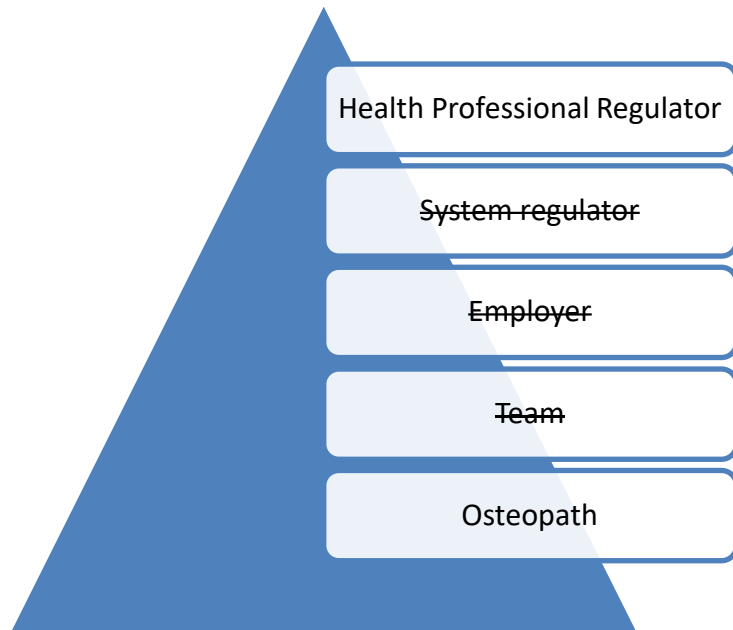 Health Professional Regulator
System regulator
Employer
Team
Osteopath